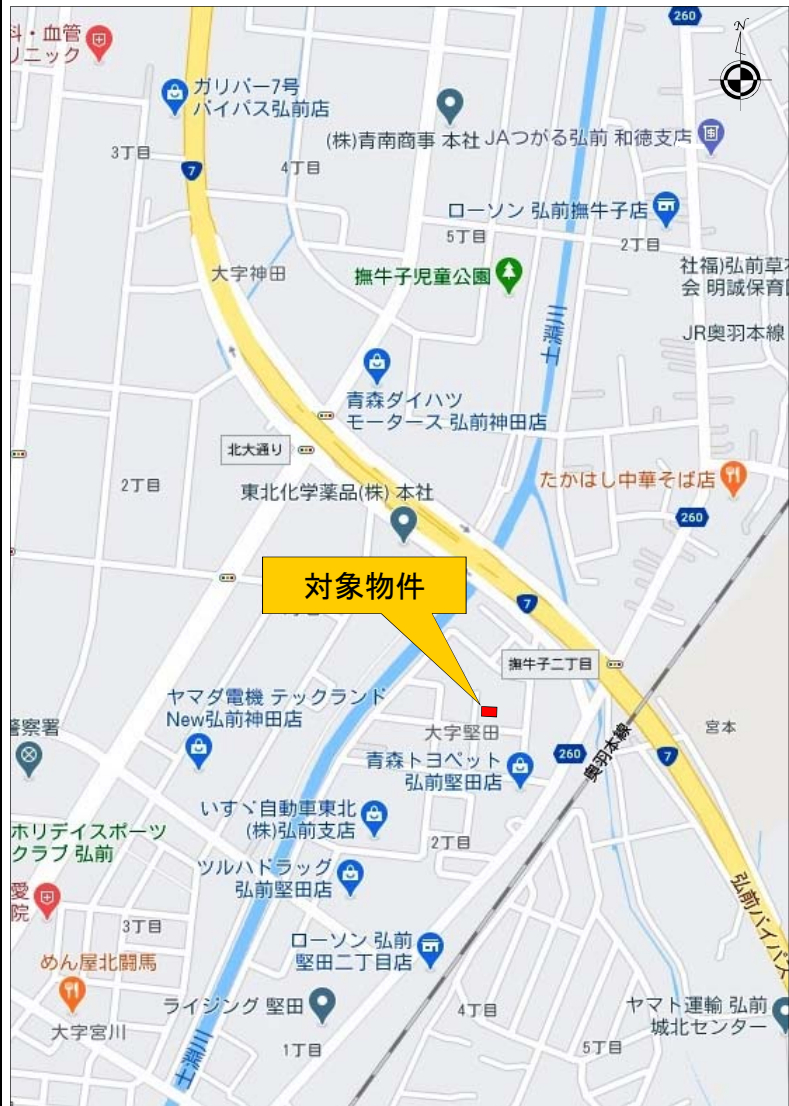 260
N
科・血管
リニック
ガリバー7号
バイパス弘前店
(株)青南商事 本社
JAつがる弘前 和徳支店
3丁目
7
4丁目
ローソン 弘前撫牛子店
5丁目
2丁目
大字神田
撫牛子児童公園
社福)弘前草
会 明誠保育
土淵川
JR奥羽本線
青森ダイハツ
モータース 弘前神田店
北大通り
2丁目
東北化学薬品(株) 本社
たかはし中華そば店
260
対象物件
7
撫牛子二丁目
ヤマダ電機 テックランド
New弘前神田店
大字堅田
宮本
警察署
青森トヨペット
弘前堅田店
260
奥羽本線
7
いすゞ自動車東北
(株)弘前支店
ホリデイスポーツ
クラブ 弘前
2丁目
ツルハドラッグ
弘前堅田店
愛
院
弘前バイパス
3丁目
ローソン 弘前
堅田二丁目店
めん屋北闘馬
ライジング 堅田
4丁目
ヤマト運輸 弘前
城北センター
大字宮川
1丁目
5丁目